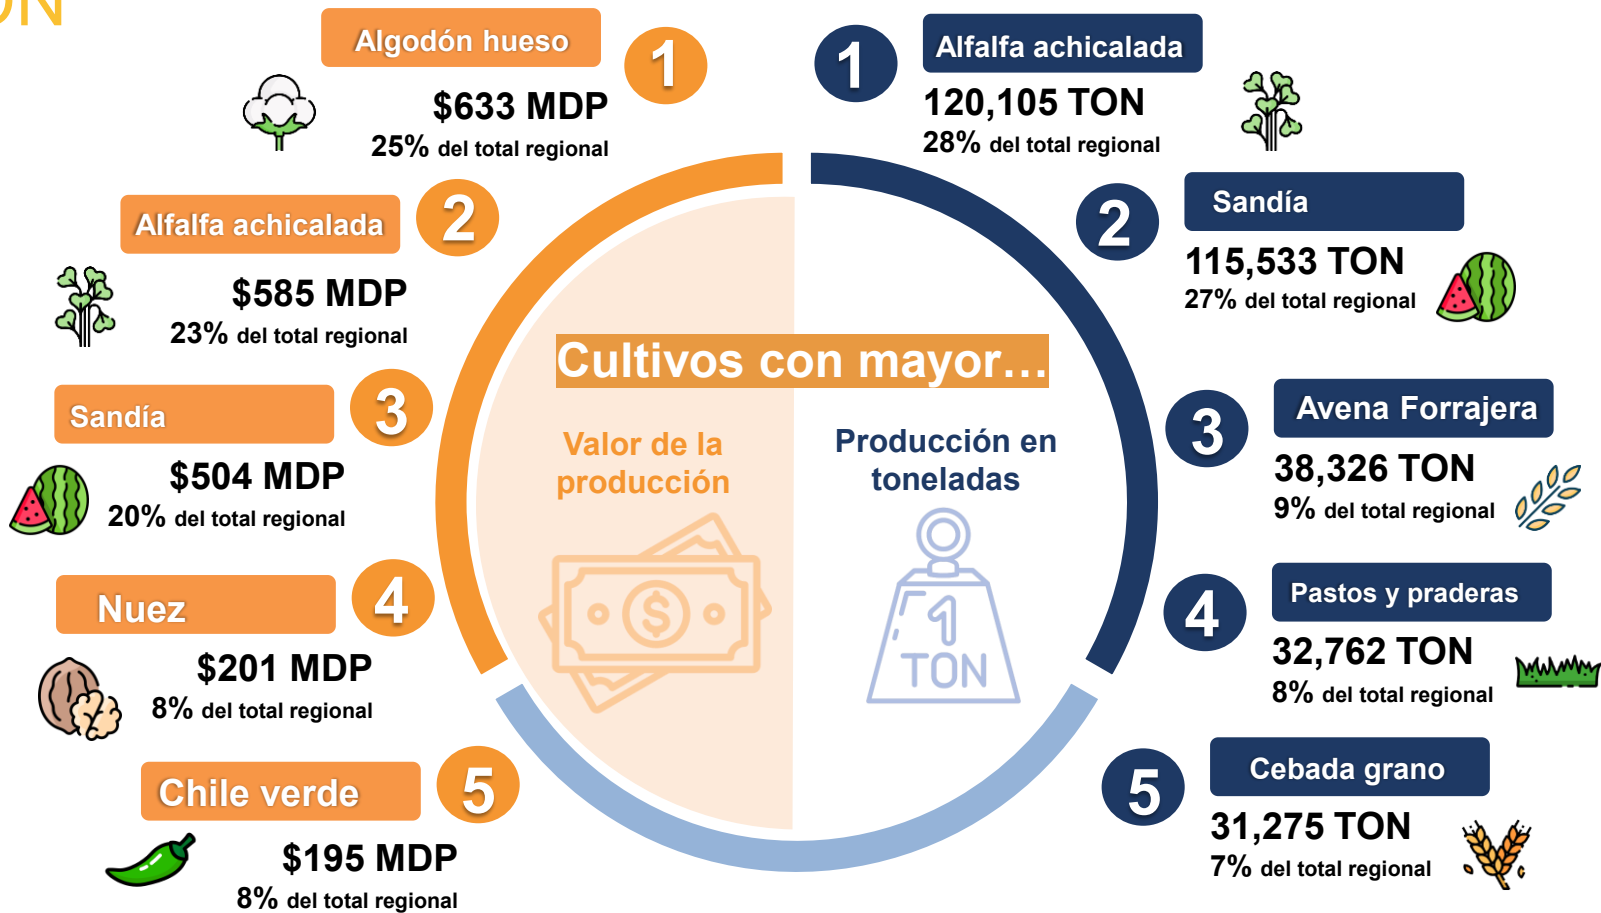 ÓN
Algodón hueso
1
$633 MDP
25% del total regional
Alfalfa achicalada
2
$585 MDP
23% del total regional
Sandía
3
$504 MDP
20% del total regional
Nuez
4
$201 MDP
8% del total regional
Chile verde
5
$195 MDP
8% del total regional
Cultivos con mayor...
Valor de la
producción
Producción en
toneladas
1
TON
1
Alfalfa achicalada
120,105 TON
28% del total regional
2
Sandía
115,533 TON
27% del total regional
3
Avena Forrajera
38,326 TON
9% del total regional
4
Pastos y praderas
32,762 TON
8% del total regional
5
Cebada grano
31,275 TON
7% del total regional